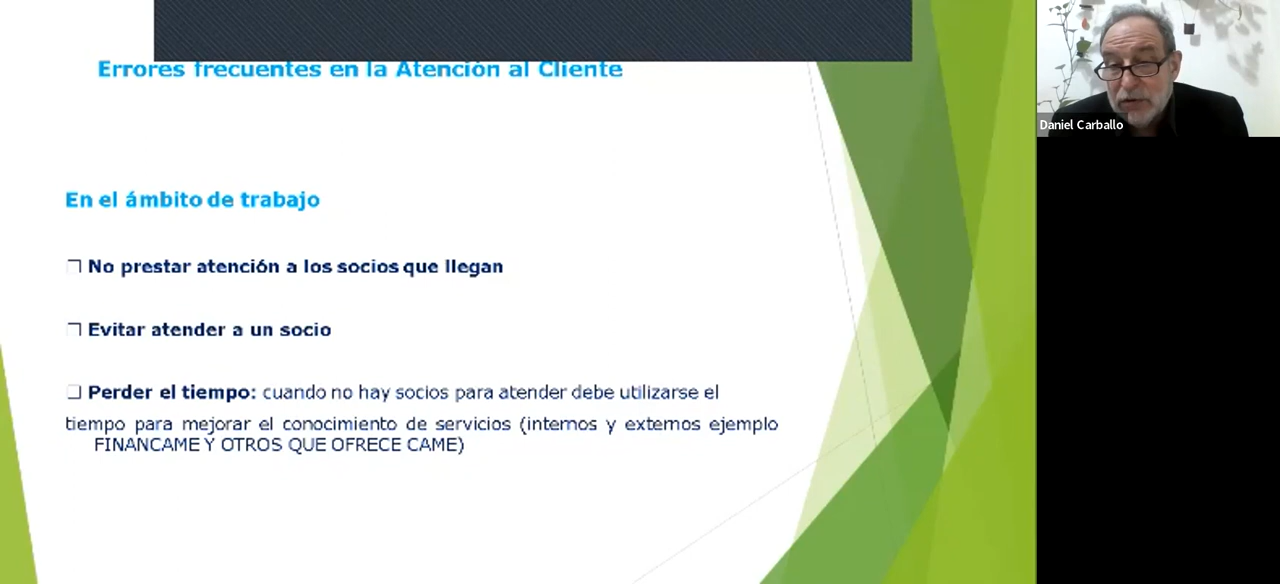 Errores frecuentes en la Atención al Cliente
Daniel Carballo
En el ámbito de trabajo
❐ No prestar atención a los socios que llegan
❐ Evitar atender a un socio
❐ Perder el tiempo: cuando no hay socios para atender debe utilizarse el
tiempo para mejorar el conocimiento de servicios (internos y externos ejemplo
FINANCAME Y OTROS QUE OFRECE CAME)